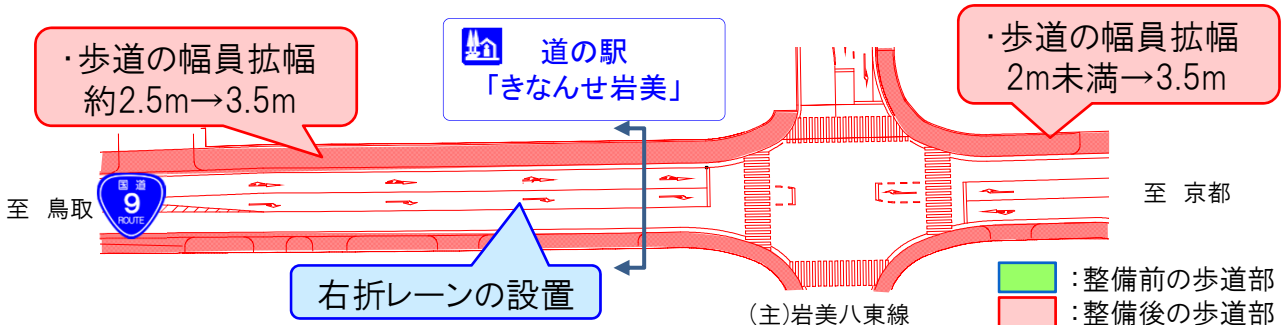 ・歩道の幅員拡幅
約2.5m→3.5m
道の駅
「きなんせ岩美」
・歩道の幅員拡幅
2m未満→3.5m
至 鳥取
国道
9
ROUTE
至 京都
右折レーンの設置
(主)岩美八東線
:整備前の歩道部
:整備後の歩道部